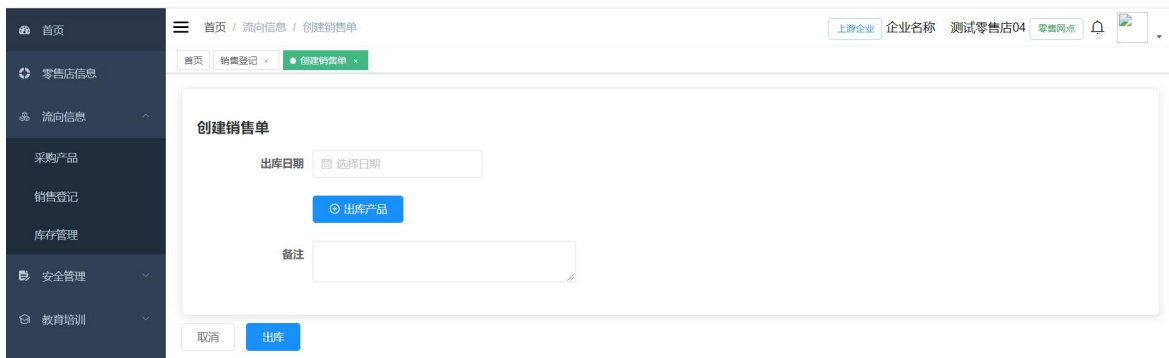 首页
零售店信息
流向信息
采购产品
销售登记
库存管理
安全管理
教育培训
首页 / 流向信息 / 创建销售单
上游企业 企业名称 测试零售店04 零售网点
首页 销售登记 × ● 创建销售单 ×
创建销售单
出库日期 选择日期
出库产品
备注
取消 出库